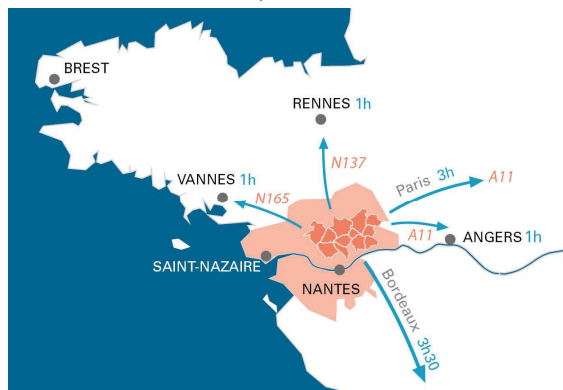 BREST
RENNES 1h
N137
VANNES 1h
N165
Paris 3h
A11
A11
ANGERS 1h
SAINT-NAZAIRE
NANTES
Bordeaux 3h30